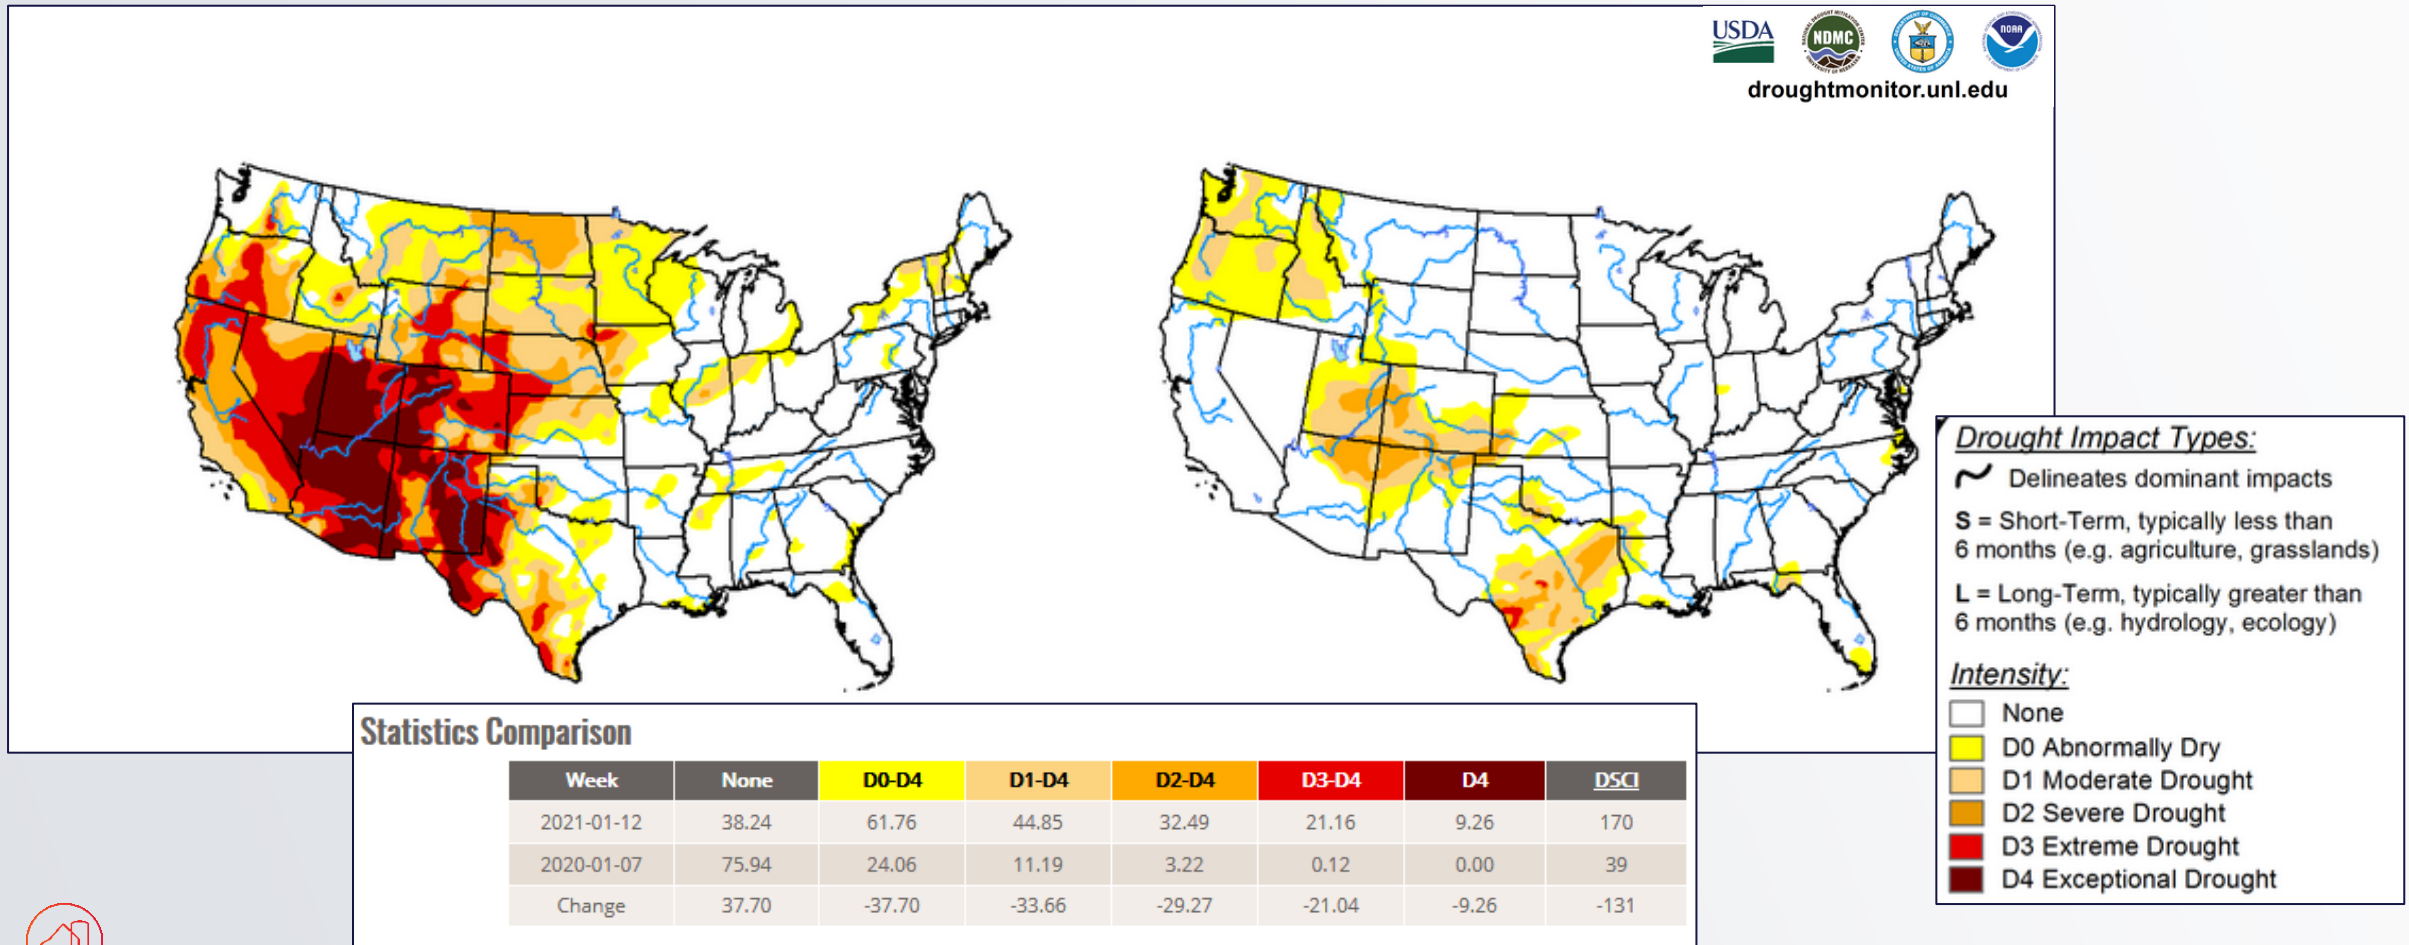 USDA
NDMC
NOAA
droughtmonitor.unl.edu
Drought Impact Types:
Delineates dominant impacts
S = Short-Term, typically less than
6 months (e.g. agriculture, grasslands)
L = Long-Term, typically greater than
6 months (e.g. hydrology, ecology)
Intensity:
None
D0 Abnormally Dry
D1 Moderate Drought
D2 Severe Drought
D3 Extreme Drought
D4 Exceptional Drought
Statistics Comparison
Week None D0-D4 D1-D4 D2-D4 D3-D4 D4 DSCI
2021-01-12 38.24 61.76 44.85 32.49 21.16 9.26 170
2020-01-07 75.94 24.06 11.19 3.22 0.12 0.00 39
Change 37.70 -37.70 -33.66 -29.27 -21.04 -9.26 -131